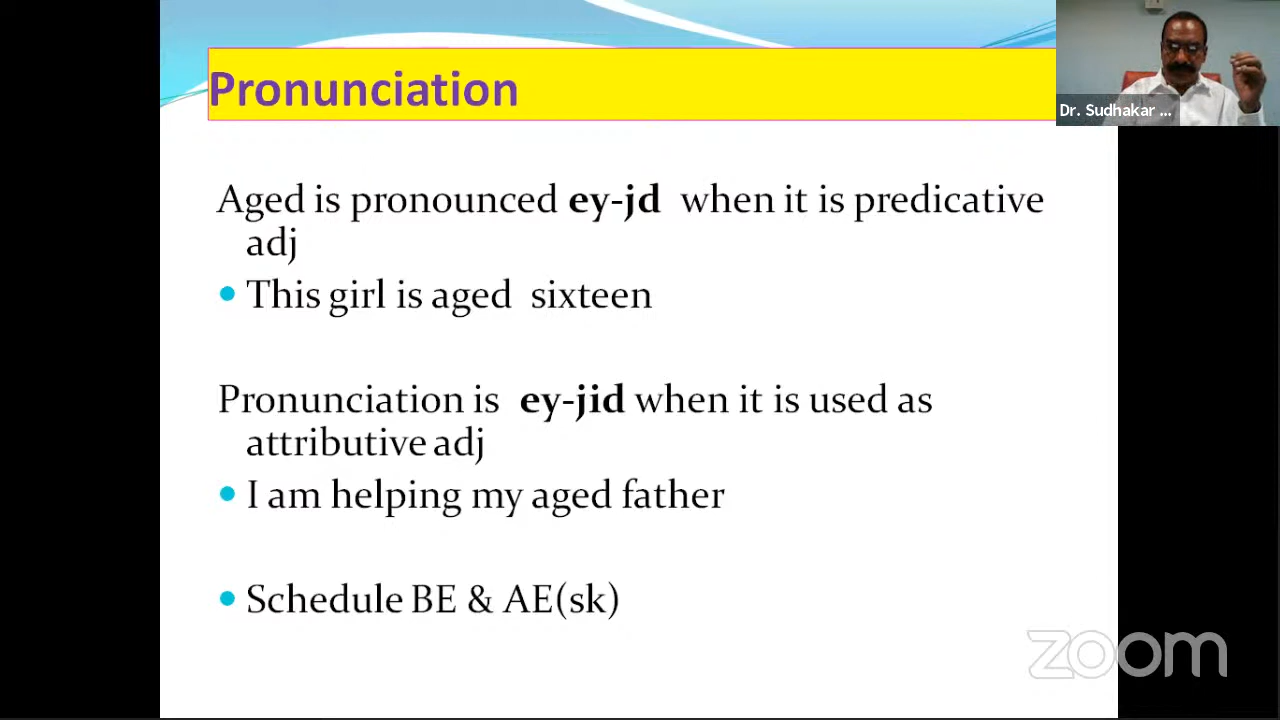 Pronunciation
Dr. Sudhakar ...
Aged is pronounced ey-jd when it is predicative
adj
This girl is aged sixteen
Pronunciation is ey-jid when it is used as
attributive adj
I am helping my aged father
Schedule BE & AE(sk)
zoom